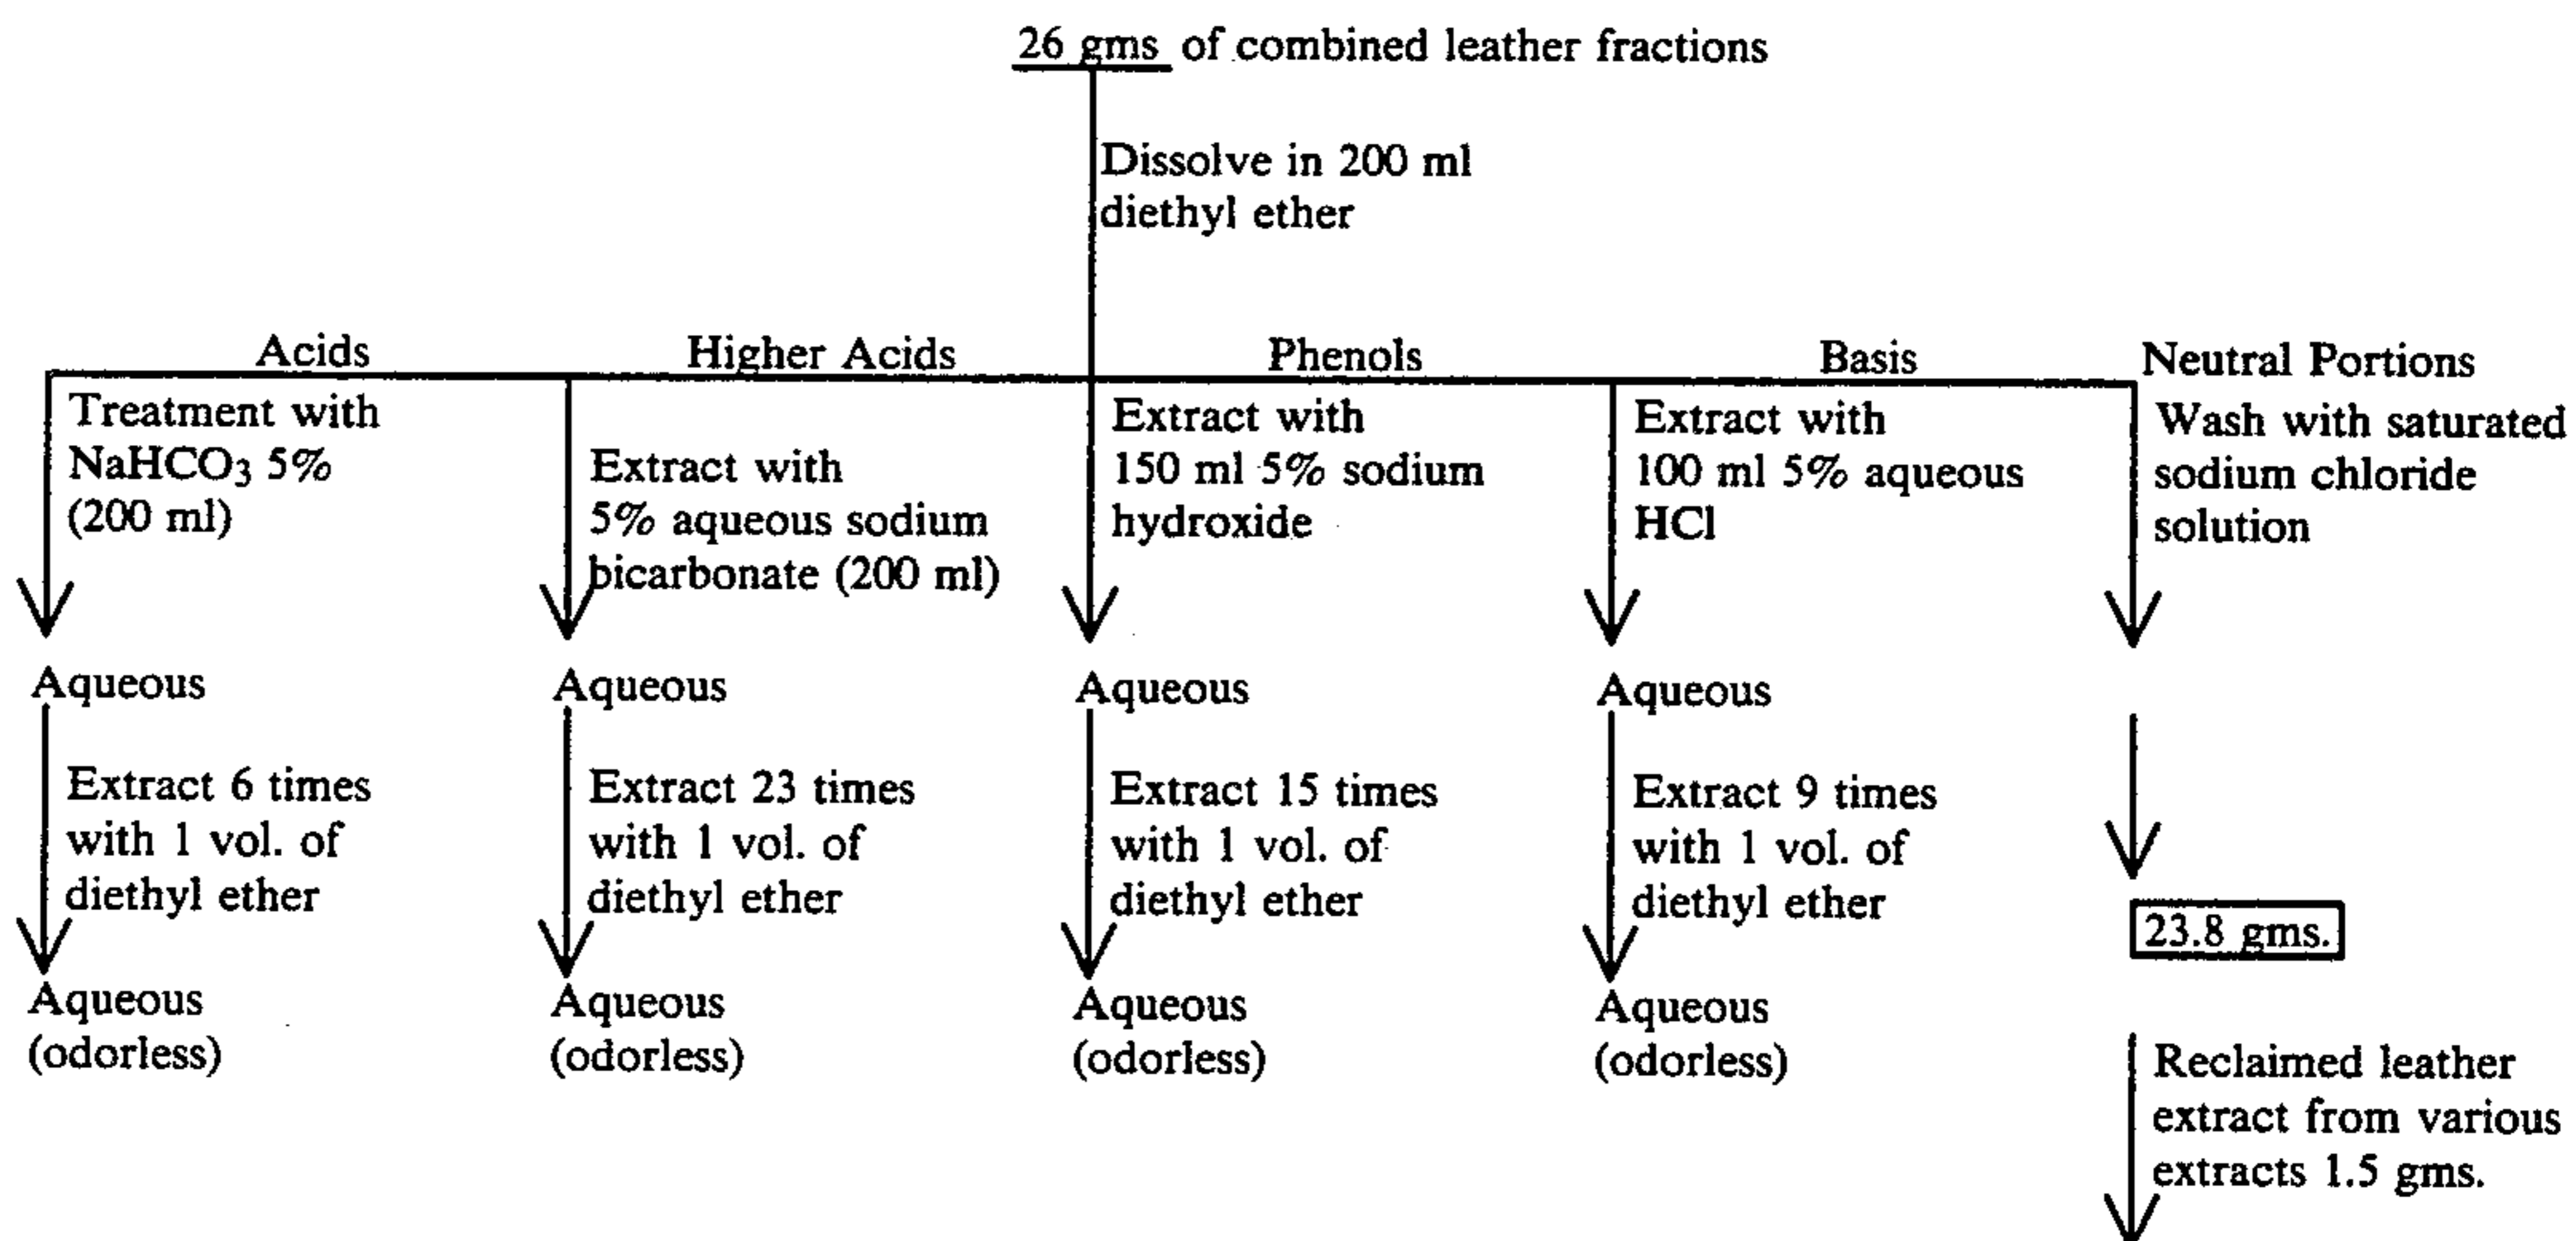 26 gms of combined leather fractions
Dissolve in 200 ml
diethyl ether
Acids
Higher Acids
Phenols
Basis
Neutral Portions
Treatment with
NaHCO3 5%
(200 ml)
Extract with
5% aqueous sodium
bicarbonate (200 ml)
Extract with
150 ml 5% sodium
hydroxide
Extract with
100 ml 5% aqueous
HCl
Wash with saturated
sodium chloride
solution
Aqueous
Aqueous
Aqueous
Aqueous
Extract 6 times
with 1 vol. of
diethyl ether
Extract 23 times
with 1 vol. of
diethyl ether
Extract 15 times
with 1 vol. of
diethyl ether
Extract 9 times
with 1 vol. of
diethyl ether
23.8 gms.
Aqueous
(odorless)
Aqueous
(odorless)
Aqueous
(odorless)
Aqueous
(odorless)
Reclaimed leather
extract from various
extracts 1.5 gms.